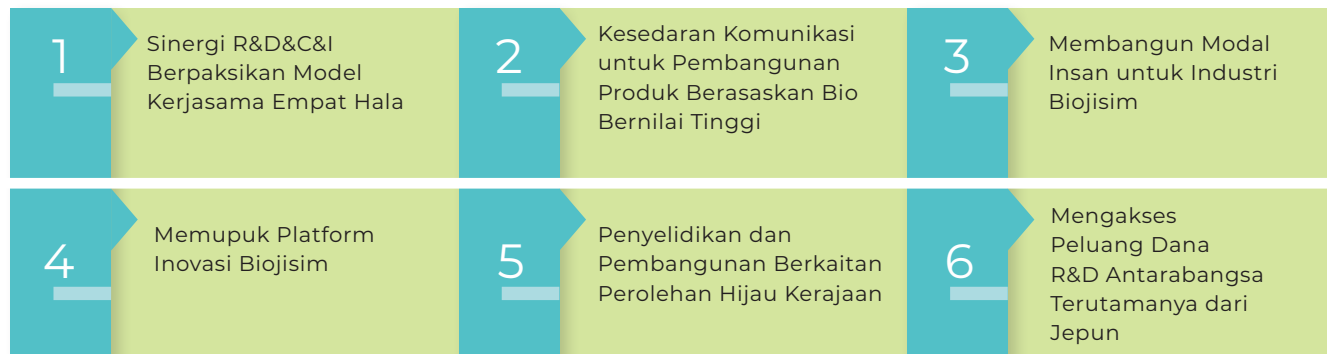 1
Sinergi R&D&C&I
Berpaksikan Model
Kerjasama Empat Hala
2
Kesedaran Komunikasi
untuk Pembangunan
Produk Berasaskan Bio
Bernilai Tinggi
3
Membangun Modal
Insan untuk Industri
Biojisim
4
Memupuk Platform
Inovasi Biojisim
5
Penyelidikan dan
Pembangunan Berkaitan
Perolehan Hijau Kerajaan
6
Mengakses
Peluang Dana
R&D Antarabangsa
Terutamanya dari
Jepun